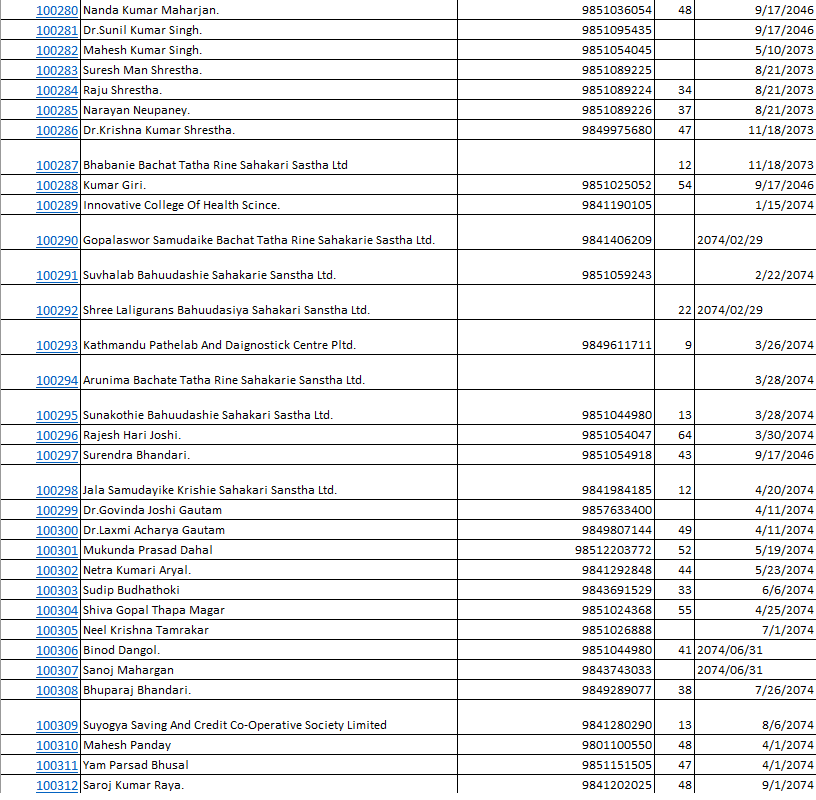 100280 Nanda Kumar Maharjan. 9851036054 48 9/17/2046
100281 Dr.Sunil Kumar Singh. 9851095435 9/17/2046
100282 Mahesh Kumar Singh. 9851054045 5/10/2073
100283 Suresh Man Shrestha. 9851089225 8/21/2073
100284 Raju Shrestha. 9851089224 34 8/21/2073
100285 Narayan Neupaney. 9851089226 37 8/21/2073
100286 Dr.Krishna Kumar Shrestha. 9849975680 47 11/18/2073
100287 Bhabanie Bachat Tatha Rine Sahakari Sastha Ltd 12 11/18/2073
100288 Kumar Giri. 9851025052 54 9/17/2046
100289 Innovative College Of Health Scince. 9841190105 1/15/2074
100290 Gopalaswor Samudaike Bachat Tatha Rine Sahakarie Sastha Ltd. 9841406209 2074/02/29
100291 Suvhalab Bahuudashie Sahakarie Sanstha Ltd. 9851059243 2/22/2074
100292 Shree Laligurans Bahuudasiya Sahakari Sanstha Ltd. 22 2074/02/29
100293 Kathmandu Pathelab And Daignostick Centre Pltd. 9849611711 9 3/26/2074
100294 Arunima Bachate Tatha Rine Sahakarie Sanstha Ltd. 3/28/2074
100295 Sunakothie Bahuudashie Sahakari Sastha Ltd. 9851044980 13 3/28/2074
100296 Rajesh Hari Joshi. 9851054047 64 3/30/2074
100297 Surendra Bhandari. 9851054918 43 9/17/2046
100298 Jala Samudayike Krishie Sahakari Sanstha Ltd. 9841984185 12 4/20/2074
100299 Dr.Govinda Joshi Gautam 9857633400 4/11/2074
100300 Dr.Laxmi Acharya Gautam 9849807144 49 4/11/2074
100301 Mukunda Prasad Dahal 98512203772 52 5/19/2074
100302 Netra Kumari Aryal. 9841292848 44 5/23/2074
100303 Sudip Budhathoki 9843691529 33 6/6/2074
100304 Shiva Gopal Thapa Magar 9851024368 55 4/25/2074
100305 Neel Krishna Tamrakar 9851026888 7/1/2074
100306 Binod Dangol. 9851044980 41 2074/06/31
100307 Sanoj Mahargan 9843743033 2074/06/31
100308 Bhuparaj Bhandari. 9849289077 38 7/26/2074
100309 Suyogya Saving And Credit Co-Operative Society Limited 9841280290 13 8/6/2074
100310 Mahesh Panday 9801100550 48 4/1/2074
100311 Yam Parsad Bhusal 9851151505 47 4/1/2074
100312 Saroj Kumar Raya. 9841202025 48 9/1/2074